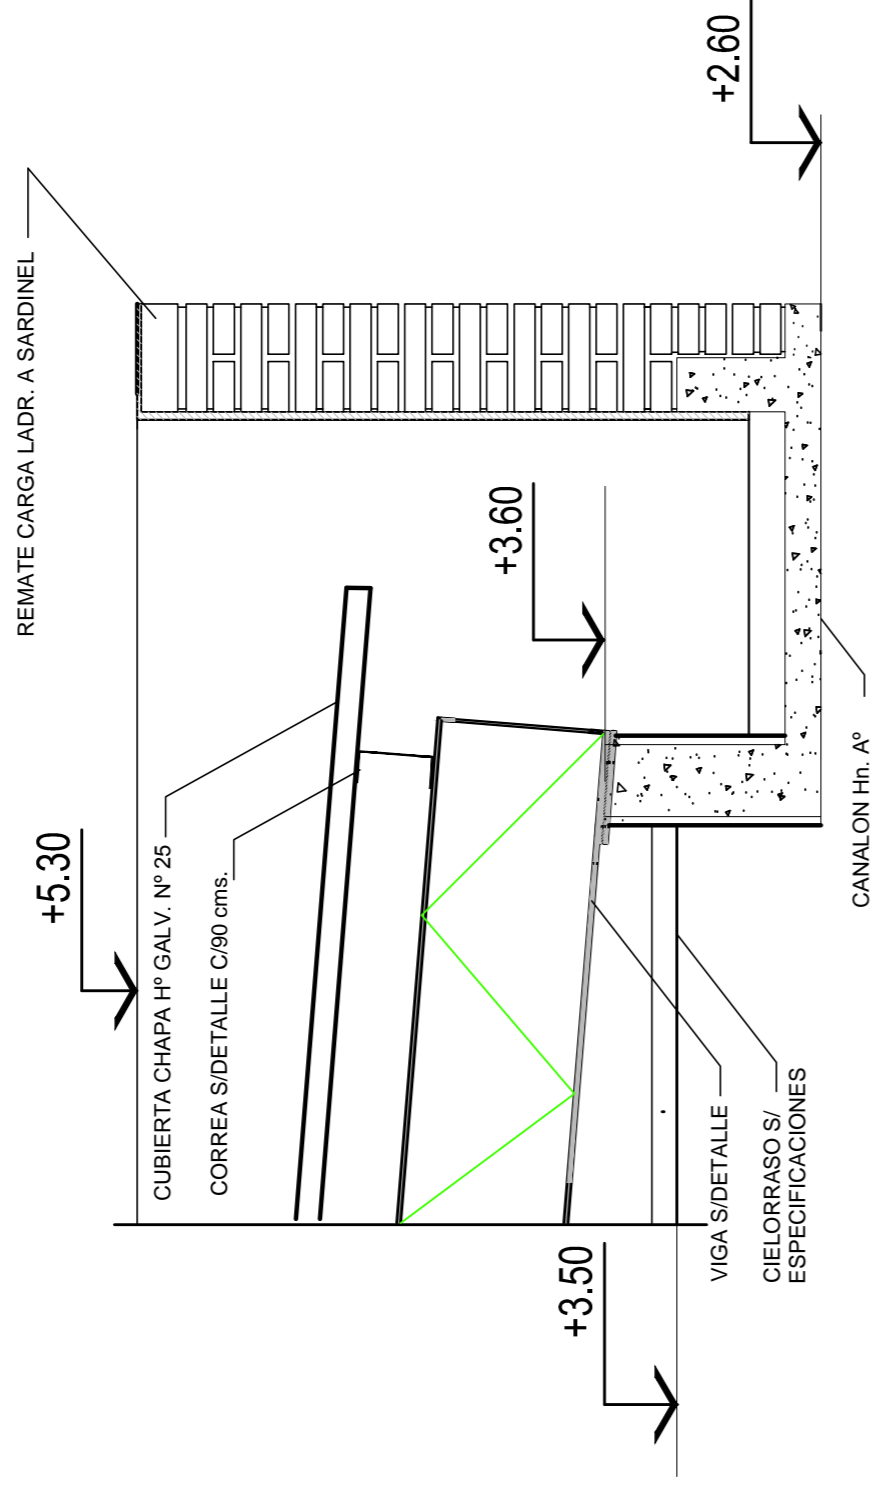 +5.30
CUBIERTA CHAPA Hº GALV. Nº 25
CORREA S/DETALLE C/90 cms.
REMATE CARGA LADR. A SARDINEL
+3.60
+2.60
+3.50
VIGA S/DETALLE
CIELORRASO S/
ESPECIFICACIONES
CANALON Hn. Aº